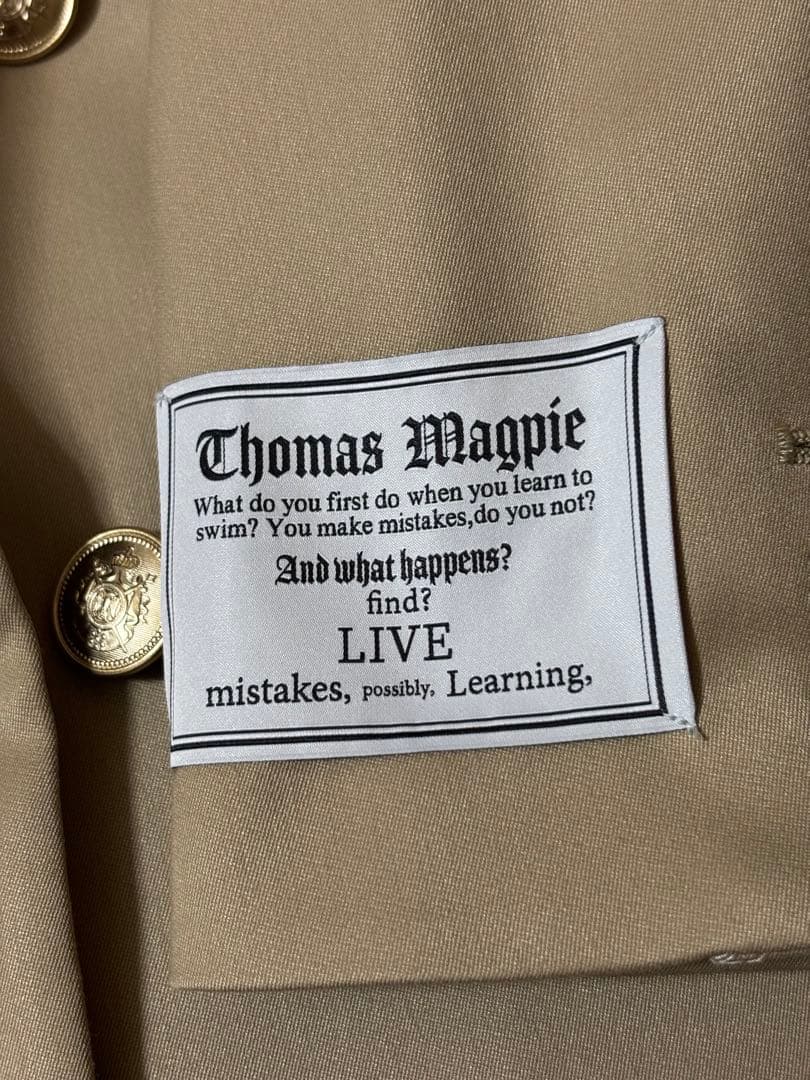 Thomas Magpie
What do you first do when you learn to
swim? You make mistakes,do you not?
And what happens?
find?
LIVE
mistakes, possibly, Learning,